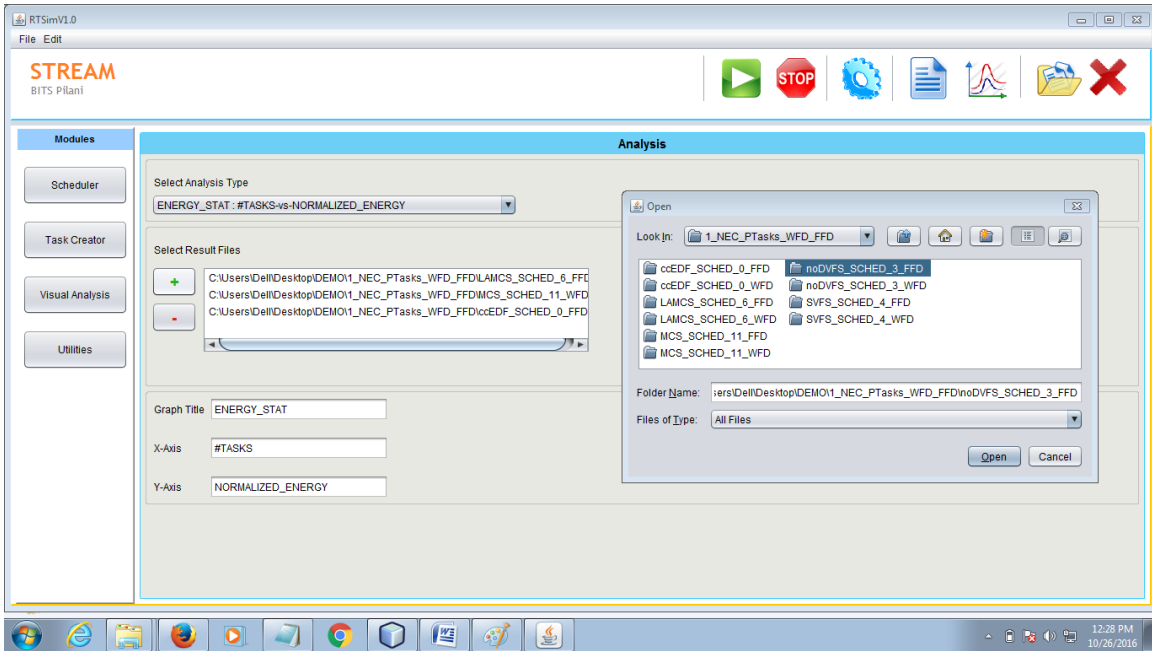 RTSimV1.0
File Edit
STREAM
BITS Pilani
STOP
Modules
Scheduler
Task Creator
Visual Analysis
Utilities
Analysis
Select Analysis Type
ENERGY_STAT : #TASKS-vs-NORMALIZED_ENERGY
Select Result Files
+
C:\Users\Dell\Desktop\DEMO\1_NEC_PTasks_WFD_FFD\LAMCS_SCHED_6_FFD
C:\Users\Dell\Desktop\DEMO\1_NEC_PTasks_WFD_FFD\MCS_SCHED_11_WFD
C:\Users\Dell\Desktop\DEMO\1_NEC_PTasks_WFD_FFD\ccEDF_SCHED_0_FFD
-
Graph Title ENERGY_STAT
X-Axis #TASKS
Y-Axis NORMALIZED_ENERGY
Open
Look In: 1_NEC_PTasks_WFD_FFD
ccEDF_SCHED_0_FFD
ccEDF_SCHED_0_WFD
LAMCS_SCHED_6_FFD
LAMCS_SCHED_6_WFD
MCS_SCHED_11_FFD
MCS_SCHED_11_WFD
noDVFS_SCHED_3_FFD
noDVFS_SCHED_3_WFD
SVFS_SCHED_4_FFD
SVFS_SCHED_4_WFD
Folder Name: sers\Dell\Desktop\DEMO\1_NEC_PTasks_WFD_FFD\noDVFS_SCHED_3_FFD
Files of Type: All Files
Open Cancel
12:28 PM
10/26/2016